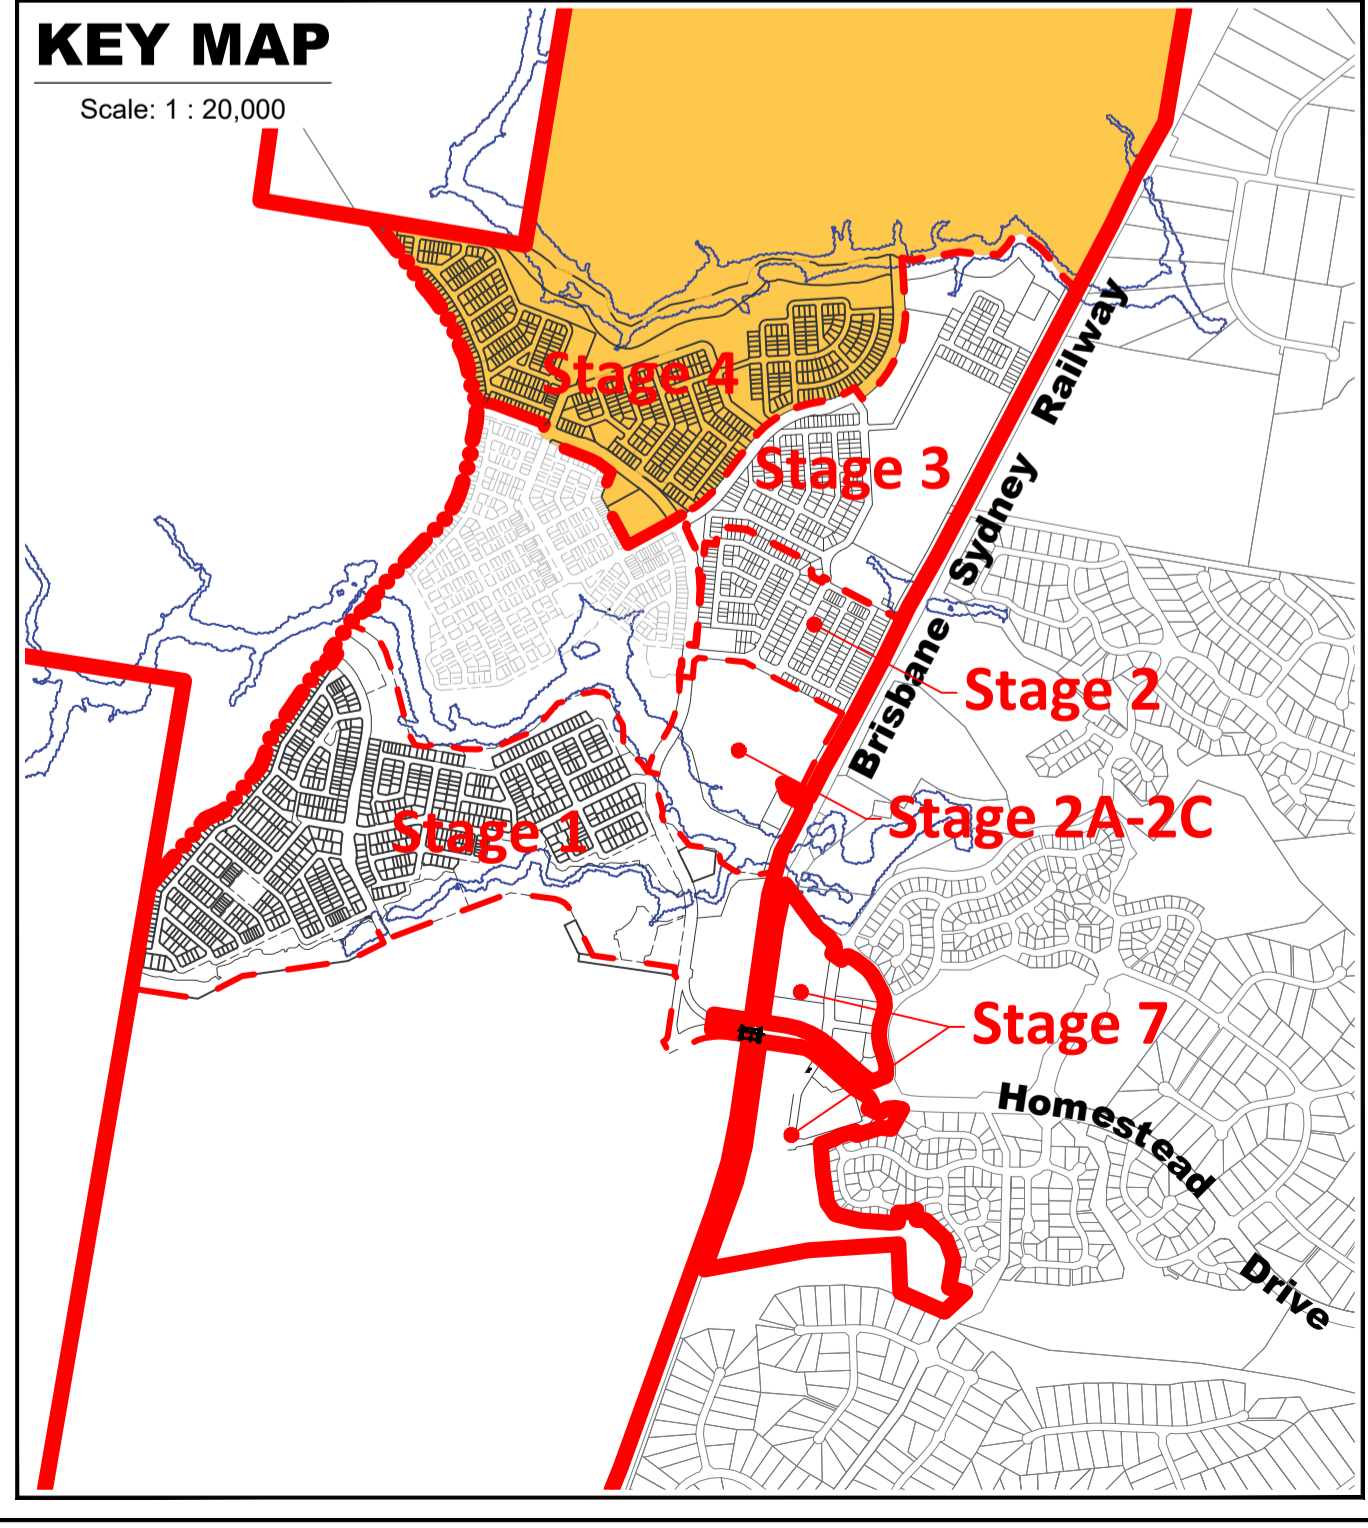 KEY MAP
Scale: 1 : 20,000
Stage 4
Stage 3
Brisbane Sydney Railway
Stage 2
Stage 2A-2C
Stage 1
Stage 7
Homestead Drive